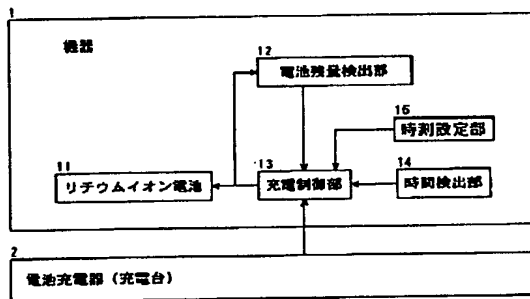 1
機器
12
電池残量検出部
15
時刻設定部
11
リチウムイオン電池
13
充電制御部
14
時間検出部
2
電池充電器(充電台)